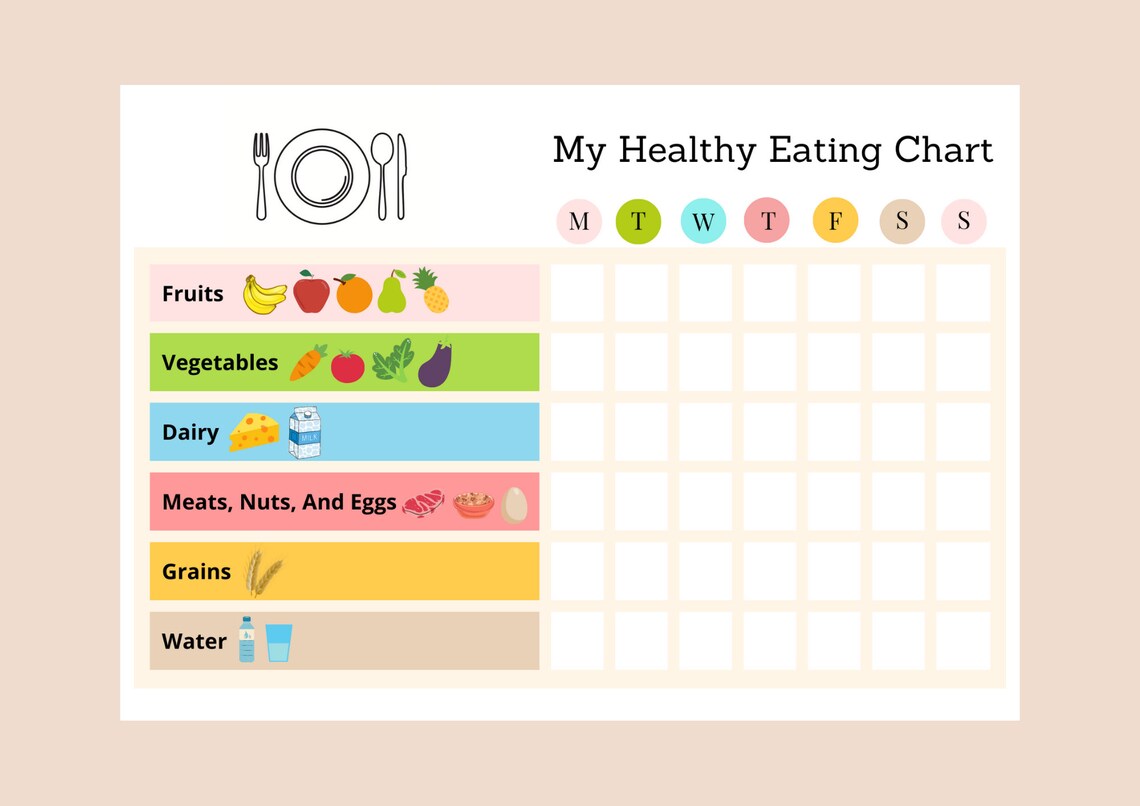 My Healthy Eating Chart
M T W T F S S
Fruits
Vegetables
Dairy
MILK
Meats, Nuts, And Eggs
Grains
Water